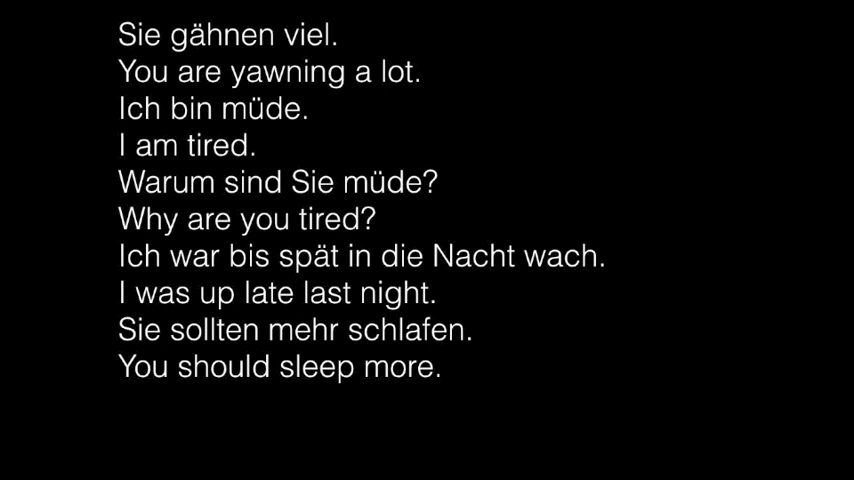 Sie gähnen viel.
You are yawning a lot.
Ich bin müde.
I am tired.
Warum sind Sie müde?
Why are you tired?
Ich war bis spät in die Nacht wach.
I was up late last night.
Sie sollten mehr schlafen.
You should sleep more.